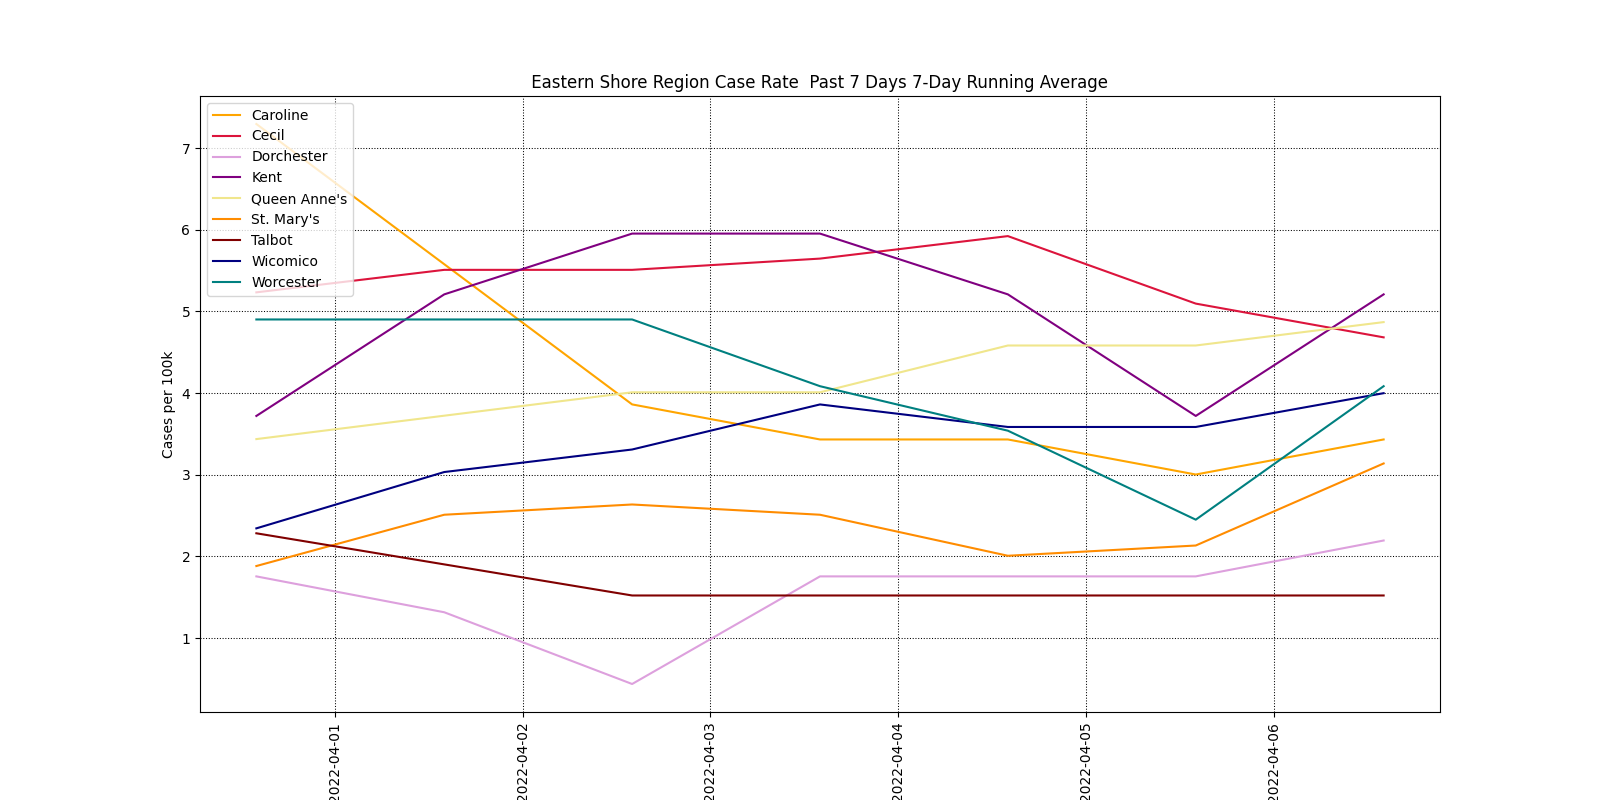 Eastern Shore Region Case Rate  Past 7 Days 7-Day Running Average
Caroline
Cecil
Dorchester
Kent
Queen Anne's
St. Mary's
Talbot
Wicomico
Worcester
7
6
5
4
3
2
1
Cases per 100k
2022-04-01
2022-04-02
2022-04-03
2022-04-04
2022-04-05
2022-04-06